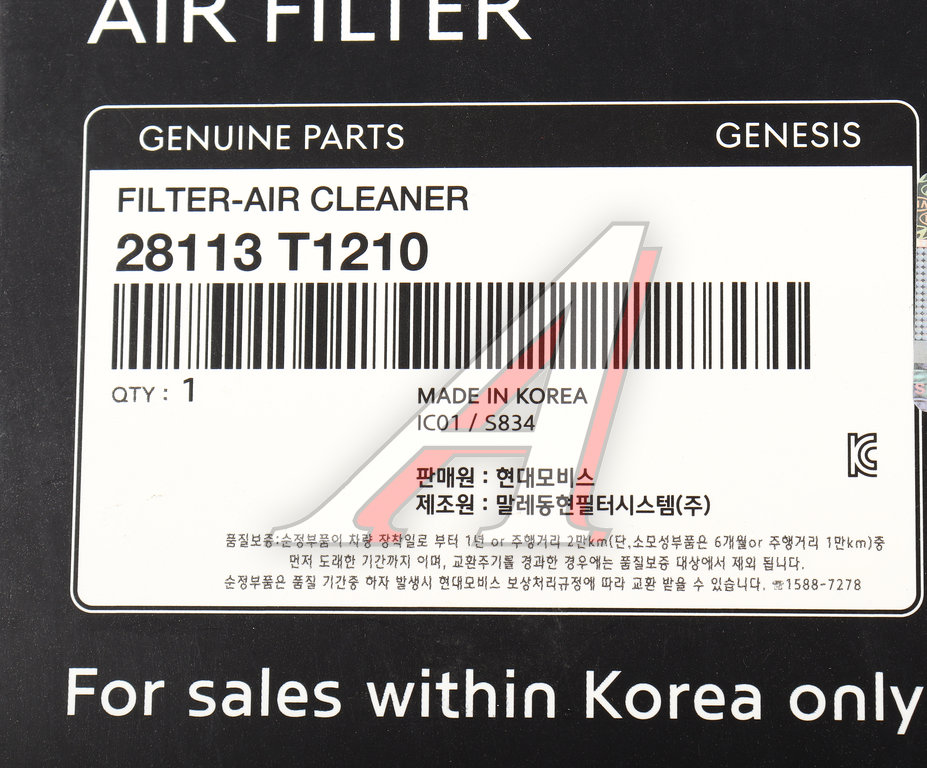 AIR FILTER
GENUINE PARTS GENESIS
FILTER-AIR CLEANER
28113 T1210
QTY : 1
MADE IN KOREA
IC01 / S834
판매원 : 현대모비스
제조원 : 말레동현필터시스템(주)
품질보증:순정부품이 차량 장착일로 부터 1년 or 주행거리 2만km(단,소모성부품은 6개월or 주행거리 1만km)중
먼저 도래한 기간까지 이며, 교환주기를 경과한 경우에는 품질보증 대상에서 제외 됩니다.
순정부품은 품질 기간중 하자 발생시 현대모비스 보상처리규정에 따라 교환 받을 수 있습니다. ☎1588-7278
For sales within Korea only